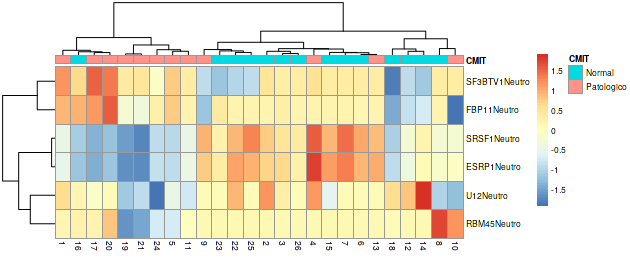 CMIT
SF3BTV1Neutro
FBP11Neutro
SRSF1Neutro
ESRP1Neutro
U12Neutro
RBM45Neutro
1 16 17 20 19 21 24 5 11 9 23 22 25 2 3 26 4 15 7 6 13 18 12 14 8 10
1.5
1
0.5
0
-0.5
-1
-1.5
CMIT
Normal
Patologico